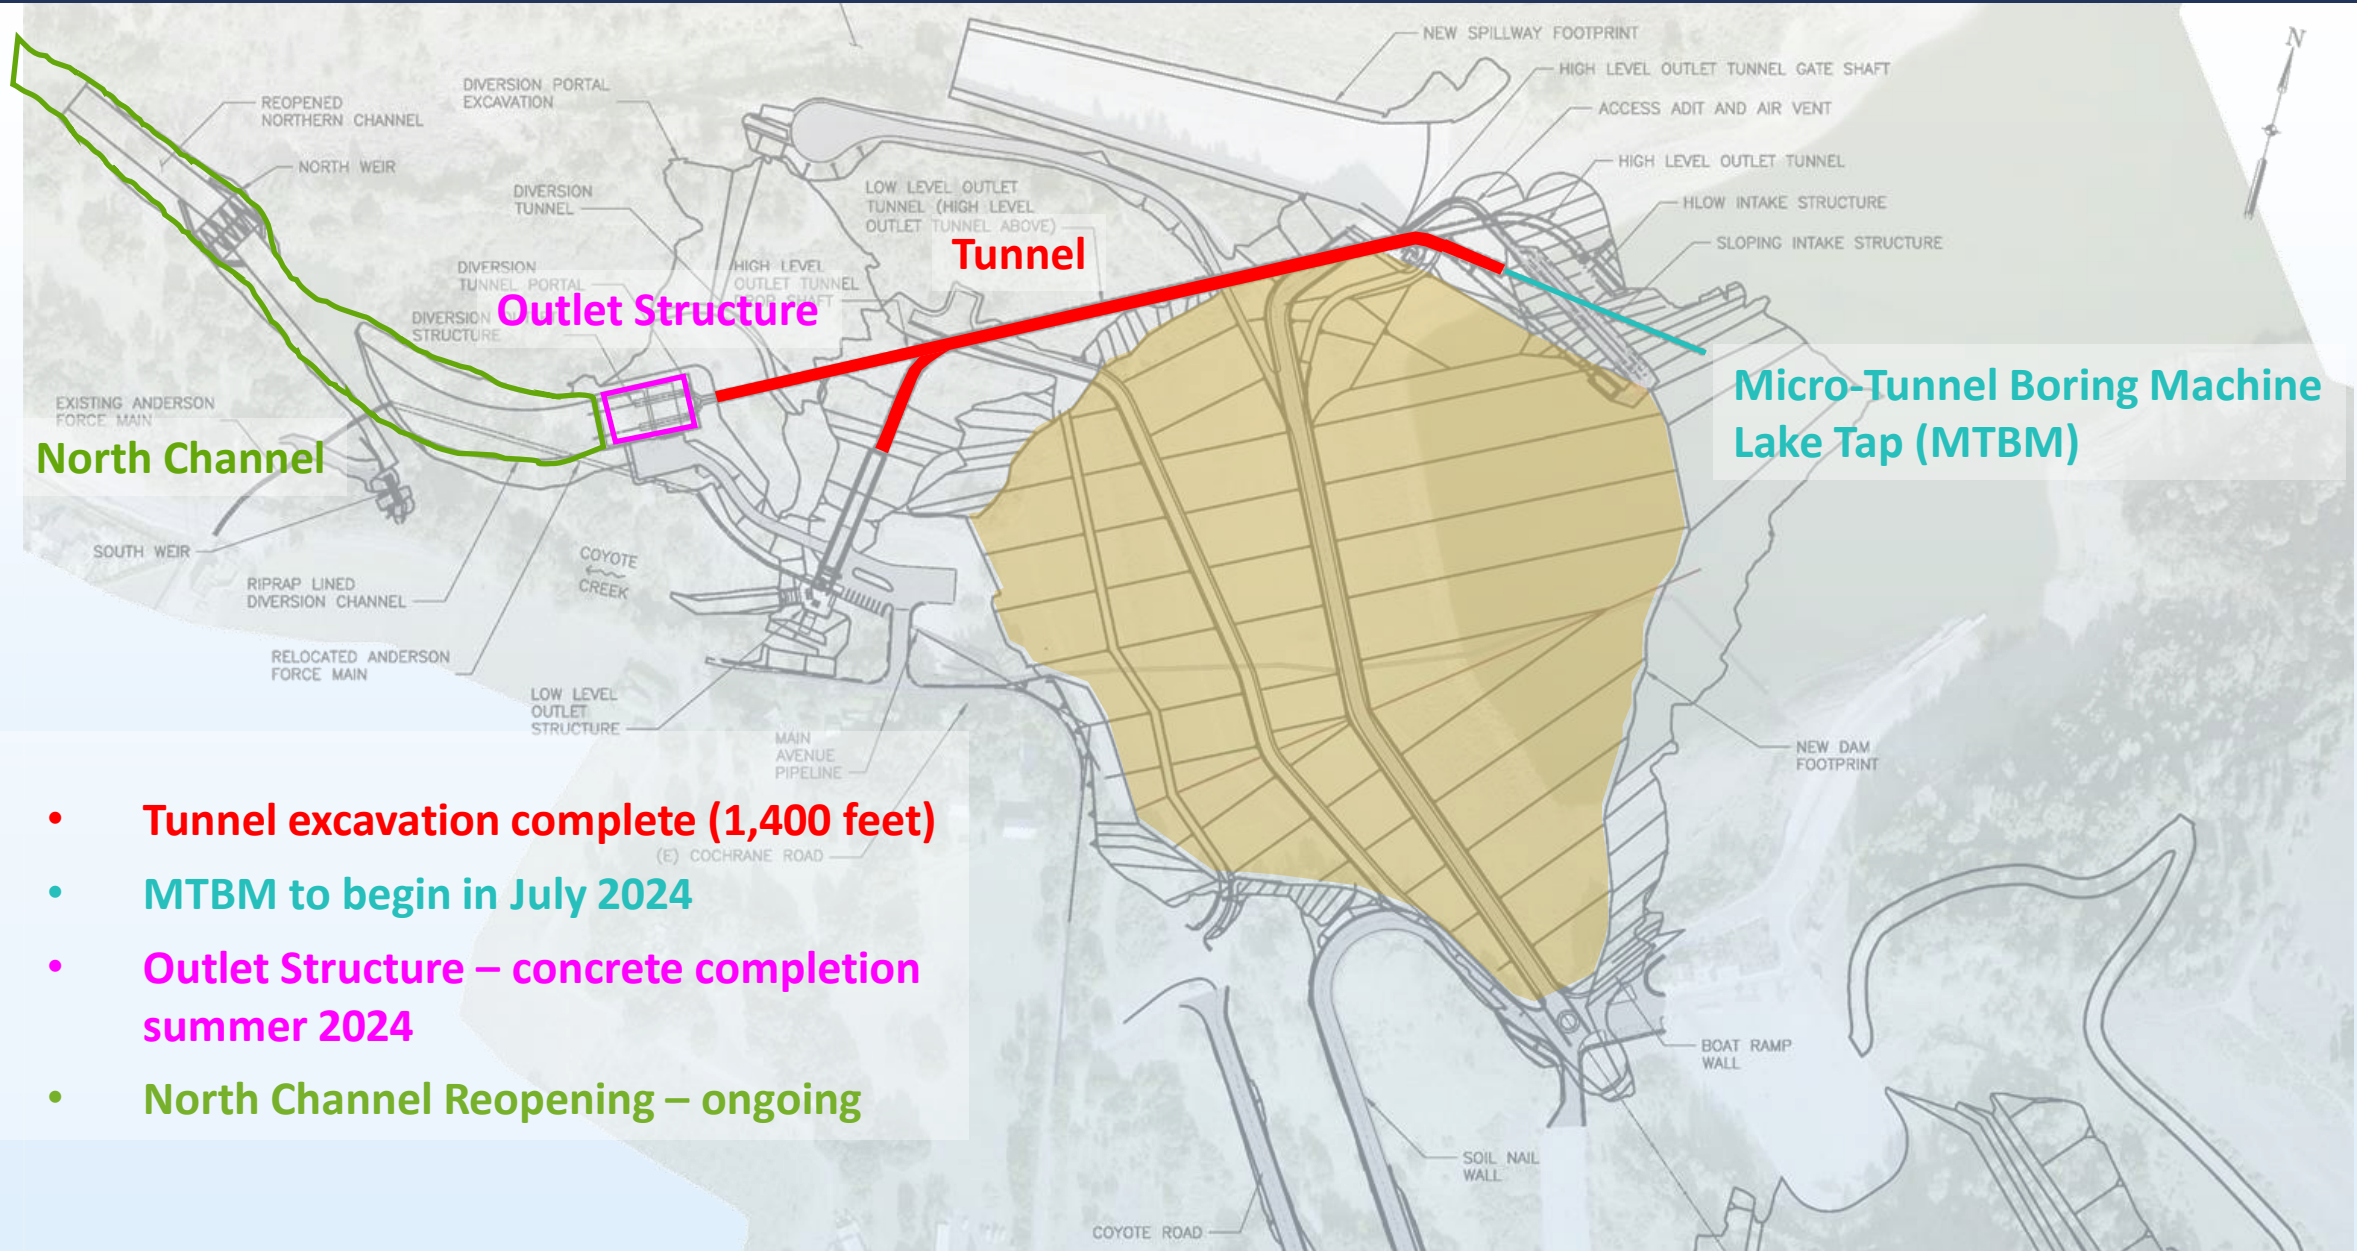 NEW SPILLWAY FOOTPRINT
N
HIGH LEVEL OUTLET TUNNEL GATE SHAFT
DIVERSION PORTAL
EXCAVATION
REOPENED
NORTHERN CHANNEL
ACCESS ADIT AND AIR VENT
NORTH WEIR
HIGH LEVEL OUTLET TUNNEL
DIVERSION
TUNNEL
LOW LEVEL OUTLET
TUNNEL (HIGH LEVEL
OUTLET TUNNEL ABOVE)
HLOW INTAKE STRUCTURE
SLOPING INTAKE STRUCTURE
Tunnel
DIVERSION
TUNNEL PORTAL
HIGH LEVEL
OUTLET TUNNEL
DROP SHAFT
Outlet Structure
DIVERSION
STRUCTURE
Micro-Tunnel Boring Machine
Lake Tap (MTBM)
EXISTING ANDERSON
FORCE MAIN
North Channel
SOUTH WEIR
COYOTE
CREEK
RIPRAP LINED
DIVERSION CHANNEL
RELOCATED ANDERSON
FORCE MAIN
LOW LEVEL
OUTLET
STRUCTURE
MAIN
AVENUE
PIPELINE
NEW DAM
FOOTPRINT
• Tunnel excavation complete (1,400 feet)
(E) COCHRANE ROAD
• MTBM to begin in July 2024
• Outlet Structure – concrete completion
summer 2024
• North Channel Reopening – ongoing
BOAT RAMP
WALL
SOIL NAIL
WALL
COYOTE ROAD